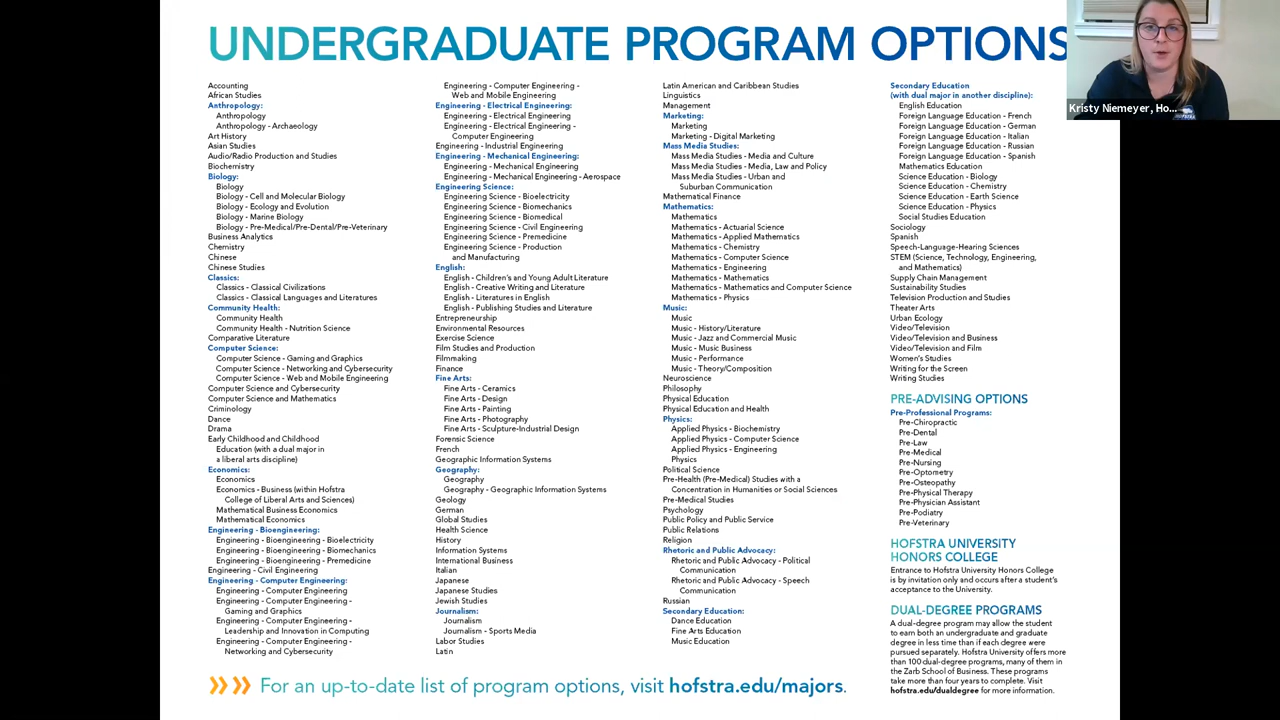 UNDERGRADUATE PROGRAM OPTIONS
Kristy Niemeyer, Ho...
Accounting
African Studies
Anthropology:
Anthropology
Anthropology - Archaeology
Art History
Asian Studies
Audio/Radio Production and Studies
Biochemistry
Biology:
Biology
Biology - Cell and Molecular Biology
Biology - Ecology and Evolution
Biology - Marine Biology
Biology - Pre-Medical/Pre-Dental/Pre-Veterinary
Business Analytics
Chemistry
Chinese
Chinese Studies
Classics:
Classics - Classical Civilizations
Classics - Classical Languages and Literatures
Community Health:
Community Health
Community Health - Nutrition Science
Comparative Literature
Computer Science:
Computer Science - Gaming and Graphics
Computer Science - Networking and Cybersecurity
Computer Science - Web and Mobile Engineering
Computer Science and Cybersecurity
Computer Science and Mathematics
Criminology
Dance
Drama
Early Childhood and Childhood
Education (with a dual major in
a liberal arts discipline)
Economics:
Economics
Economics - Business (within Hofstra
College of Liberal Arts and Sciences)
Mathematical Business Economics
Mathematical Economics
Engineering - Bioengineering:
Engineering - Bioengineering - Bioelectricity
Engineering - Bioengineering - Biomechanics
Engineering - Bioengineering - Premedicine
Engineering - Civil Engineering
Engineering - Computer Engineering:
Engineering - Computer Engineering
Engineering - Computer Engineering -
Gaming and Graphics
Engineering - Computer Engineering -
Leadership and Innovation in Computing
Engineering - Computer Engineering -
Networking and Cybersecurity
Engineering - Computer Engineering -
Web and Mobile Engineering
Engineering - Electrical Engineering:
Engineering - Electrical Engineering
Engineering - Electrical Engineering -
Computer Engineering
Engineering - Industrial Engineering
Engineering - Mechanical Engineering:
Engineering - Mechanical Engineering
Engineering - Mechanical Engineering - Aerospace
Engineering Science:
Engineering Science - Bioelectricity
Engineering Science - Biomechanics
Engineering Science - Biomedical
Engineering Science - Civil Engineering
Engineering Science - Premedicine
Engineering Science - Production
and Manufacturing
English:
English - Children's and Young Adult Literature
English - Creative Writing and Literature
English - Literatures in English
English - Publishing Studies and Literature
Entrepreneurship
Environmental Resources
Exercise Science
Film Studies and Production
Filmmaking
Finance
Fine Arts:
Fine Arts - Ceramics
Fine Arts - Design
Fine Arts - Painting
Fine Arts - Photography
Fine Arts - Sculpture-Industrial Design
Forensic Science
French
Geographic Information Systems
Geography:
Geography
Geography - Geographic Information Systems
Geology
German
Global Studies
Health Science
History
Information Systems
International Business
Italian
Japanese
Japanese Studies
Jewish Studies
Journalism:
Journalism
Journalism - Sports Media
Labor Studies
Latin
Latin American and Caribbean Studies
Linguistics
Management
Marketing:
Marketing
Marketing - Digital Marketing
Mass Media Studies:
Mass Media Studies - Media and Culture
Mass Media Studies - Media, Law and Policy
Mass Media Studies - Urban and
Suburban Communication
Mathematical Finance
Mathematics:
Mathematics
Mathematics - Actuarial Science
Mathematics - Applied Mathematics
Mathematics - Chemistry
Mathematics - Computer Science
Mathematics - Engineering
Mathematics - Mathematics
Mathematics - Mathematics and Computer Science
Mathematics - Physics
Music:
Music
Music - History/Literature
Music - Jazz and Commercial Music
Music - Music Business
Music - Performance
Music - Theory/Composition
Neuroscience
Philosophy
Physical Education
Physical Education and Health
Physics:
Applied Physics - Biochemistry
Applied Physics - Computer Science
Applied Physics - Engineering
Physics
Political Science
Pre-Health (Pre-Medical) Studies with a
Concentration in Humanities or Social Sciences
Pre-Medical Studies
Psychology
Public Policy and Public Service
Public Relations
Religion
Rhetoric and Public Advocacy:
Rhetoric and Public Advocacy - Political
Communication
Rhetoric and Public Advocacy - Speech
Communication
Russian
Secondary Education:
Dance Education
Fine Arts Education
Music Education
Secondary Education
(with dual major in another discipline):
English Education
Foreign Language Education - French
Foreign Language Education - German
Foreign Language Education - Italian
Foreign Language Education - Russian
Foreign Language Education - Spanish
Mathematics Education
Science Education - Biology
Science Education - Chemistry
Science Education - Earth Science
Science Education - Physics
Social Studies Education
Sociology
Spanish
Speech-Language-Hearing Sciences
STEM (Science, Technology, Engineering,
and Mathematics)
Supply Chain Management
Sustainability Studies
Television Production and Studies
Theater Arts
Urban Ecology
Video/Television
Video/Television and Business
Video/Television and Film
Women's Studies
Writing for the Screen
Writing Studies
PRE-ADVISING OPTIONS
Pre-Professional Programs:
Pre-Chiropractic
Pre-Dental
Pre-Law
Pre-Medical
Pre-Nursing
Pre-Optometry
Pre-Osteopathy
Pre-Physical Therapy
Pre-Physician Assistant
Pre-Podiatry
Pre-Veterinary
HOFSTRA UNIVERSITY
HONORS COLLEGE
Entrance to Hofstra University Honors College
is by invitation only and occurs after a student's
acceptance to the University.
DUAL-DEGREE PROGRAMS
A dual-degree program may allow the student
to earn both an undergraduate and graduate
degree in less time than if each degree were
pursued separately. Hofstra University offers more
than 100 dual-degree programs, many of them in
the Zarb School of Business. These programs
take more than four years to complete. Visit
hofstra.edu/dualdegree for more information.
For an up-to-date list of program options, visit hofstra.edu/majors.